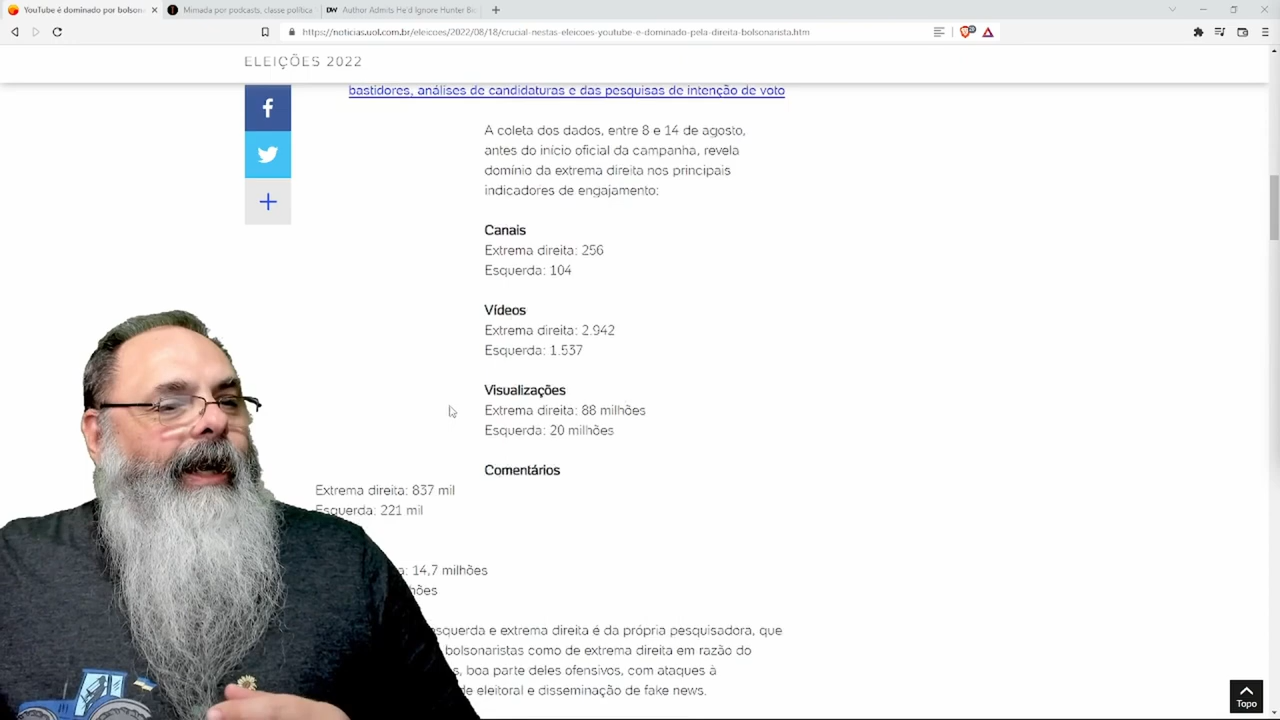 YouTube é dominado por bolson
Mimada por podcasts, classe política
DW Author Admits He'd Ignore Hunter Bi
https://noticias.uol.com.br/eleicoes/2022/08/18/crucial-nestas-eleicoes-youtube-e-dominado-pela-direita-bolsonarista.htm
ELEIÇÕES 2022
bastidores, análises de candidaturas e das pesquisas de intenção de voto
A coleta dos dados, entre 8 e 14 de agosto,
antes do início oficial da campanha, revela
domínio da extrema direita nos principais
indicadores de engajamento:
Canais
Extrema direita: 256
Esquerda: 104
Vídeos
Extrema direita: 2.942
Esquerda: 1.537
Visualizações
Extrema direita: 88 milhões
Esquerda: 20 milhões
Comentários
Extrema direita: 837 mil
Esquerda: 221 mil
a: 14,7 milhões
hões
esquerda e extrema direita é da própria pesquisadora, que
bolsonaristas como de extrema direita em razão do
s, boa parte deles ofensivos, com ataques à
de eleitoral e disseminação de fake news.
Topo